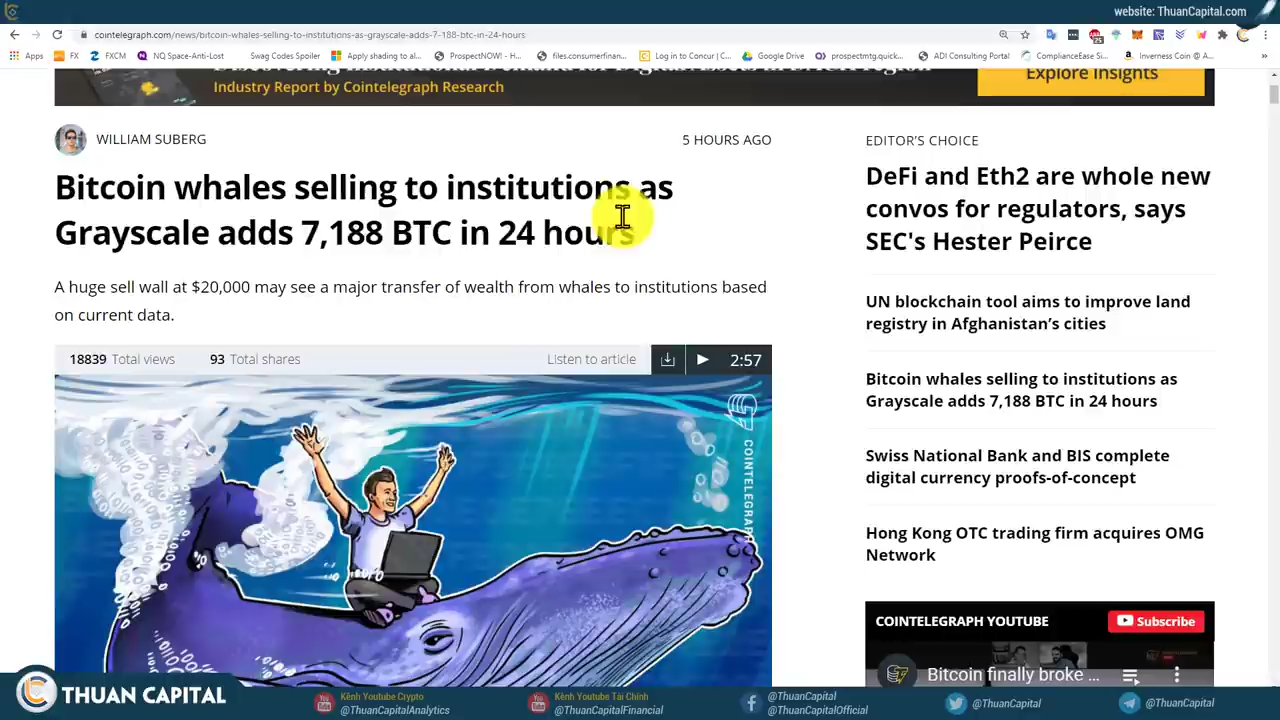 website: ThuanCapital.com
cointelegraph.com/news/bitcoin-whales-selling-to-institutions-as-grayscale-adds-7-188-btc-in-24-hours
Apps FX FXCM NQ Space-Anti-Lost Swag Codes Spoiler Apply shading to al... ProspectNOW! - H... files.consumerfinan... Log in to Concur | C... Google Drive prospectmtg.quick... ADI Consulting Portal ComplianceEase Si... Inverness Coin @ A...
Industry Report by Cointelegraph Research
Explore Insights
WILLIAM SUBERG
5 HOURS AGO
Bitcoin whales selling to institutions as
Grayscale adds 7,188 BTC in 24 hours
A huge sell wall at $20,000 may see a major transfer of wealth from whales to institutions based
on current data.
18839 Total views 93 Total shares Listen to article 2:57
COINTELEGRAPH
EDITOR'S CHOICE
DeFi and Eth2 are whole new
convos for regulators, says
SEC's Hester Peirce
UN blockchain tool aims to improve land
registry in Afghanistan’s cities
Bitcoin whales selling to institutions as
Grayscale adds 7,188 BTC in 24 hours
Swiss National Bank and BIS complete
digital currency proofs-of-concept
Hong Kong OTC trading firm acquires OMG
Network
COINTELEGRAPH YOUTUBE Subscribe
Bitcoin finally broke ...
THUAN CAPITAL
Kênh Youtube Crypto
@ThuanCapitalAnalytics
Kênh Youtube Tài Chính
@ThuanCapitalFinancial
@ThuanCapital
@ThuanCapitalOfficial
@ThuanCapital
@ThuanCapital